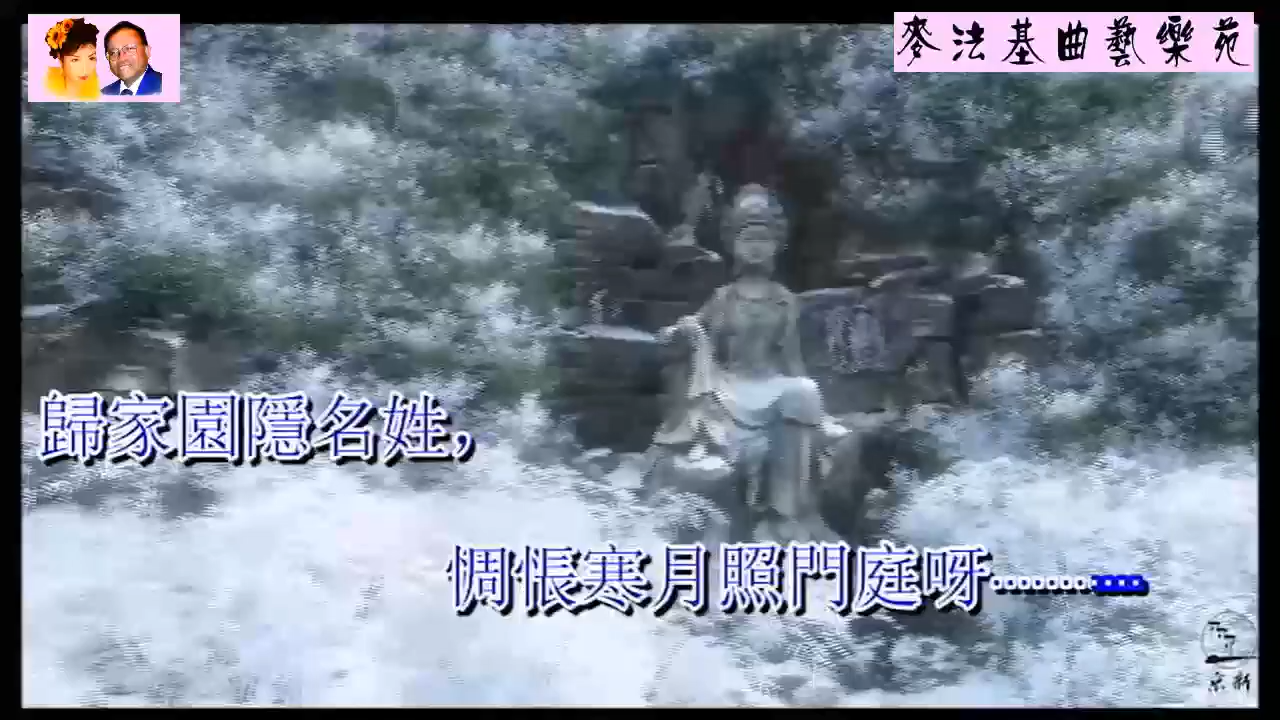 麥法基曲藝樂苑
歸家園隱名姓，
惆悵寒月照門庭呀………